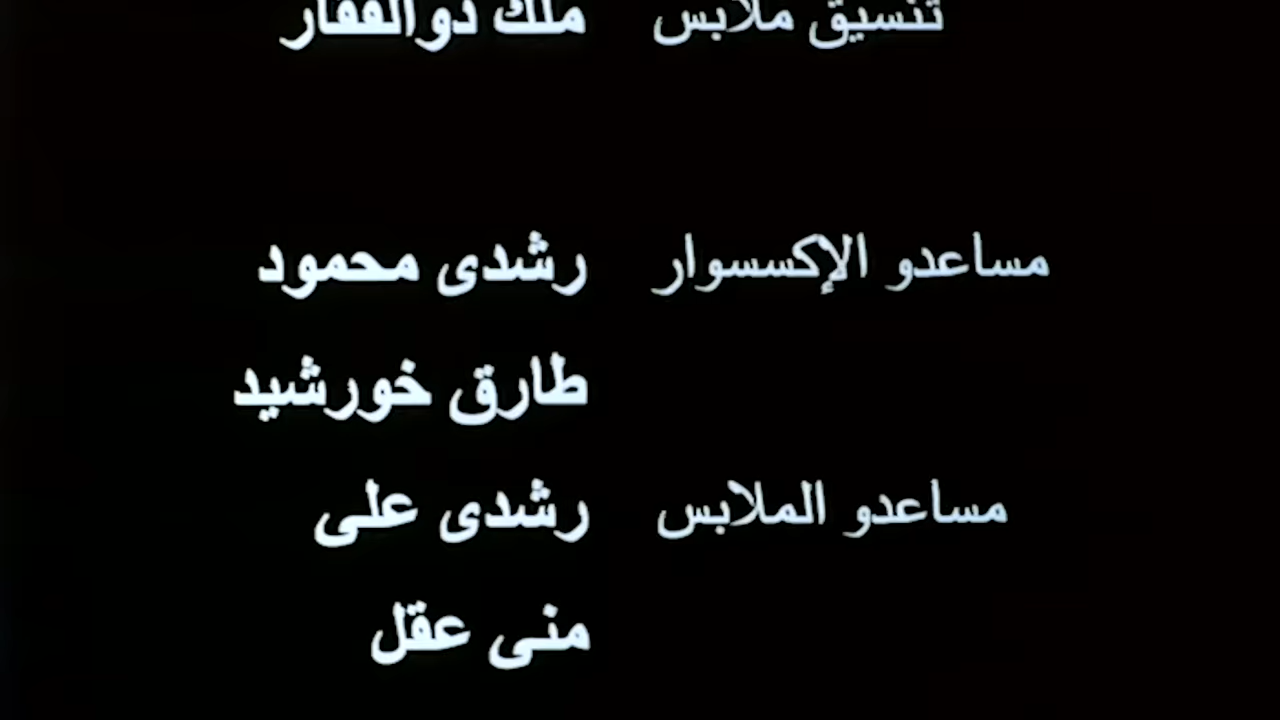 تنسيق ملابس ملك ذوالفقار
مساعدو الإكسسوار رشدى محمود
طارق خورشيد
مساعدو الملابس رشدى على
منى عقل